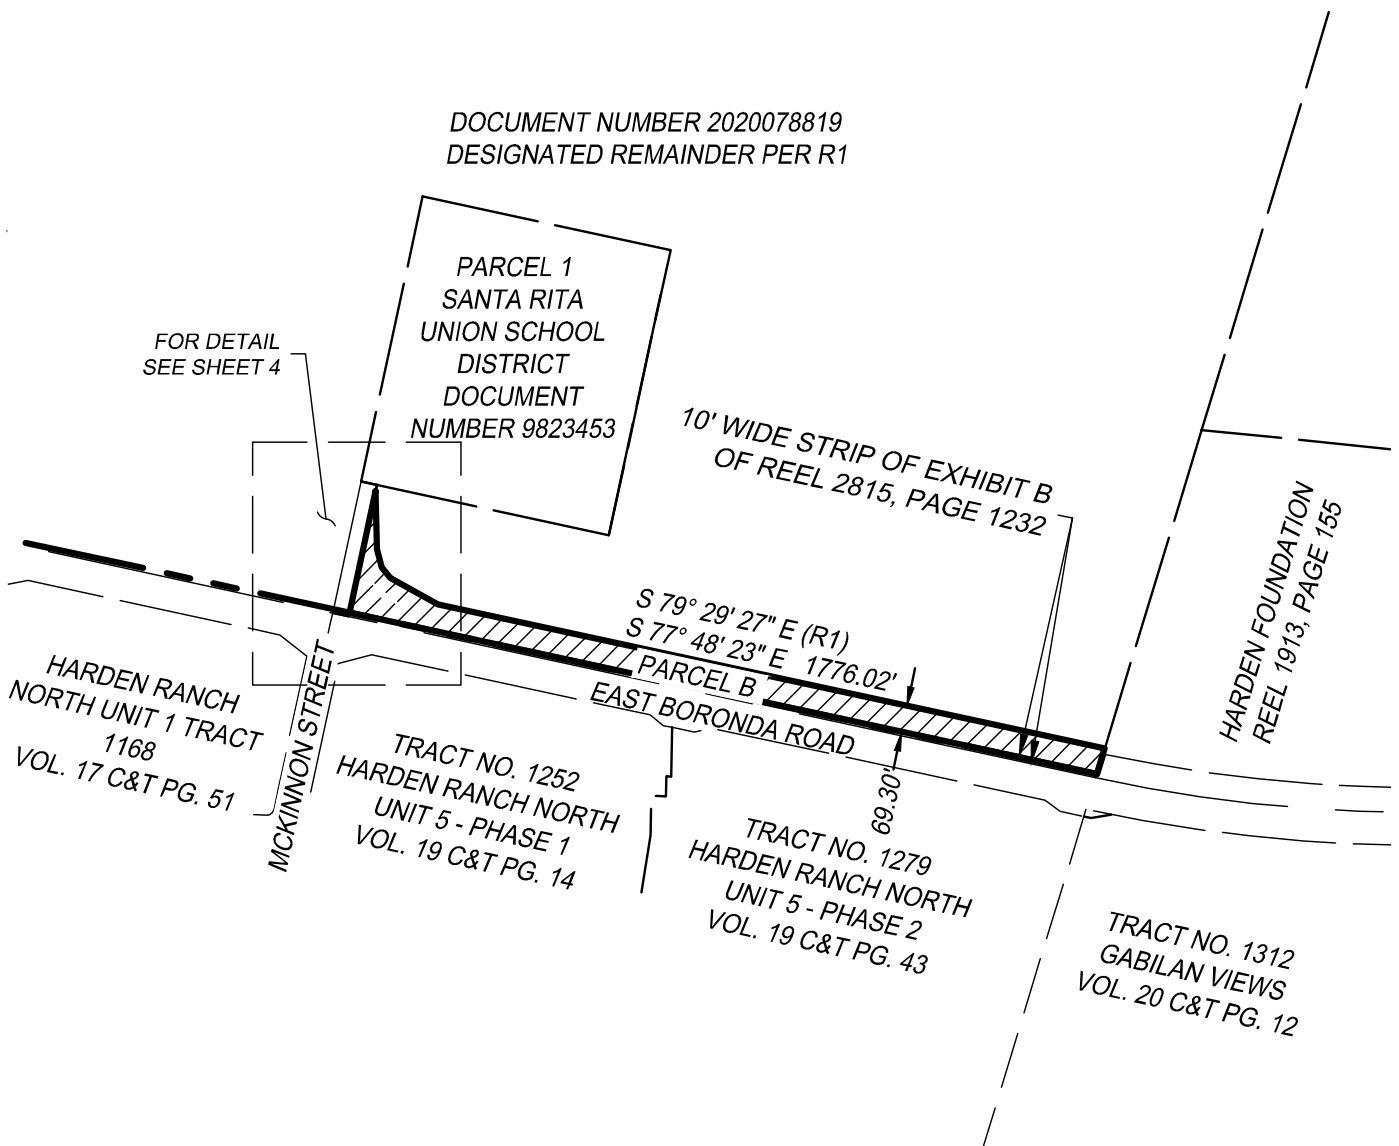 DOCUMENT NUMBER 2020078819
DESIGNATED REMAINDER PER R1
PARCEL 1
SANTA RITA
UNION SCHOOL
DISTRICT
DOCUMENT
NUMBER 9823453
FOR DETAIL
SEE SHEET 4
10' WIDE STRIP OF EXHIBIT B
OF REEL 2815, PAGE 1232
HARDEN FOUNDATION
REEL 1913, PAGE 155
S 79° 29' 27" E (R1)
S 77° 48' 23" E 1776.02'
PARCEL B
EAST BORONDA ROAD
69.30'
MCKINNON STREET
HARDEN RANCH
NORTH UNIT 1 TRACT
1168
VOL. 17 C&T PG. 51
TRACT NO. 1252
HARDEN RANCH NORTH
UNIT 5 - PHASE 1
VOL. 19 C&T PG. 14
TRACT NO. 1279
HARDEN RANCH NORTH
UNIT 5 - PHASE 2
VOL. 19 C&T PG. 43
TRACT NO. 1312
GABILAN VIEWS
VOL. 20 C&T PG. 12